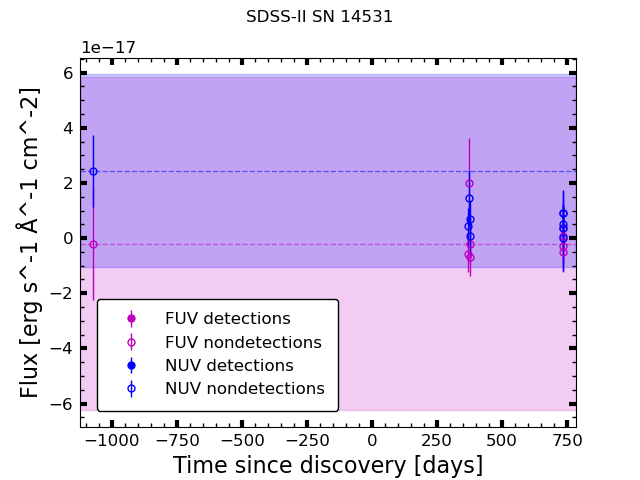 SDSS-II SN 14531
1e−17
6
4
2
0
−2
−4
−6
Flux [erg s^-1 Å^-1 cm^-2]
FUV detections
FUV nondetections
NUV detections
NUV nondetections
−1000 −750 −500 −250 0 250 500 750
Time since discovery [days]